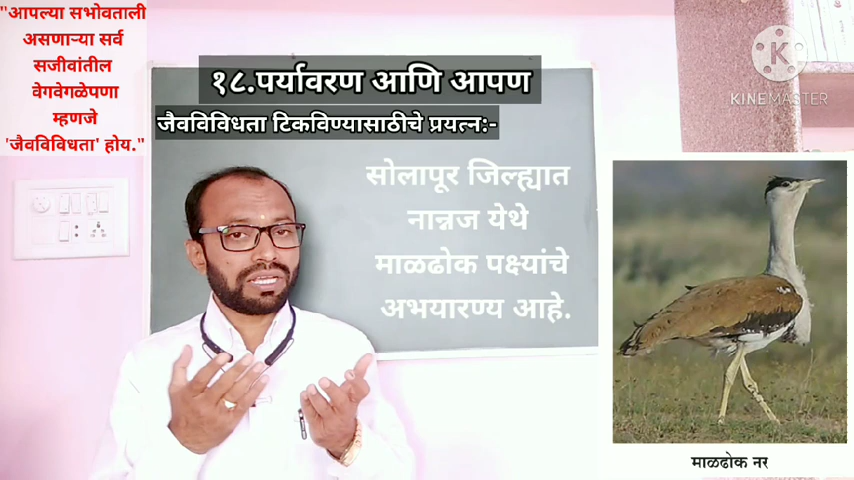 "आपल्या सभोवताली
असणाऱ्या सर्व
सजीवांतील
वेगवेगळेपणा
म्हणजे
'जैवविविधता' होय."
१८.पर्यावरण आणि आपण
जैवविविधता टिकविण्यासाठीचे प्रयत्न:-
सोलापूर जिल्ह्यात
नान्नज येथे
माळढोक पक्ष्यांचे
अभयारण्य आहे.
K
KINEMASTER
माळढोक नर